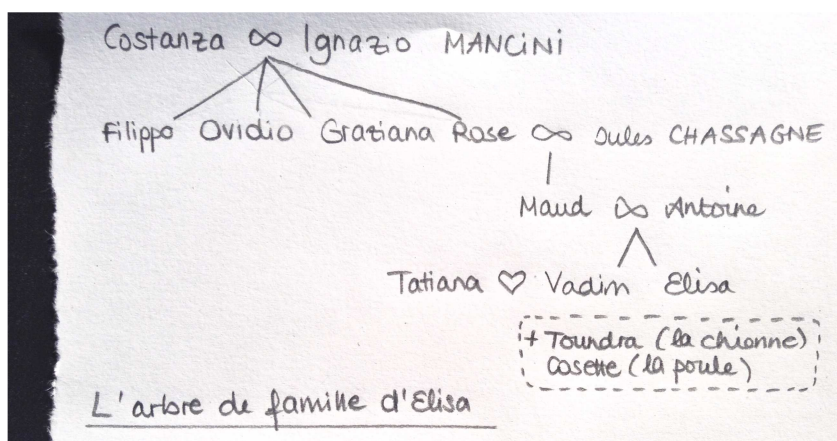 Costanza ∞ Ignazio MANCINI
Filippo Ovidio Graziana Rose ∞ Jules CHASSAGNE
Maud ∞ Antoine
Tatiana ♡ Vadim Elisa
+ Toundra (la chienne)
Cosette (la poule)
L'arbre de famille d'Elisa